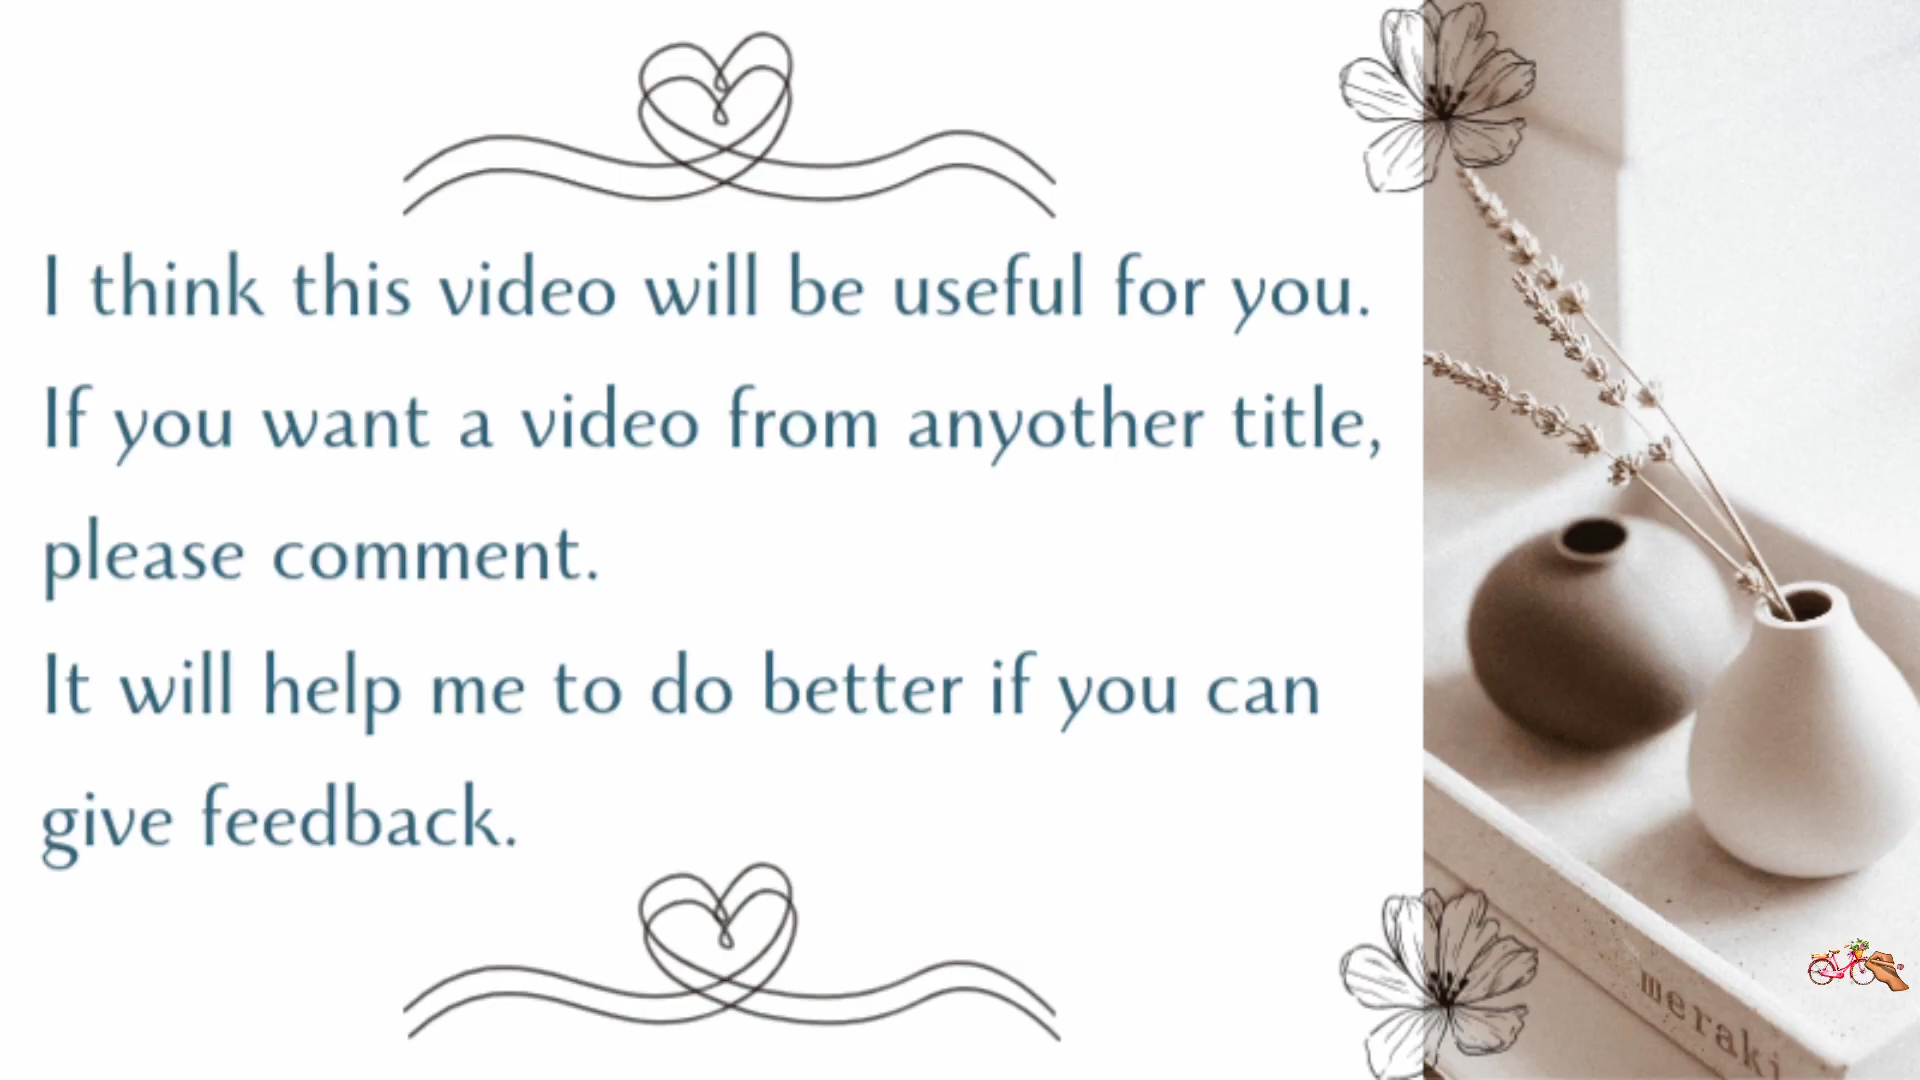 I think this video will be useful for you.
If you want a video from anyother title,
please comment.
It will help me to do better if you can
give feedback.
meraki